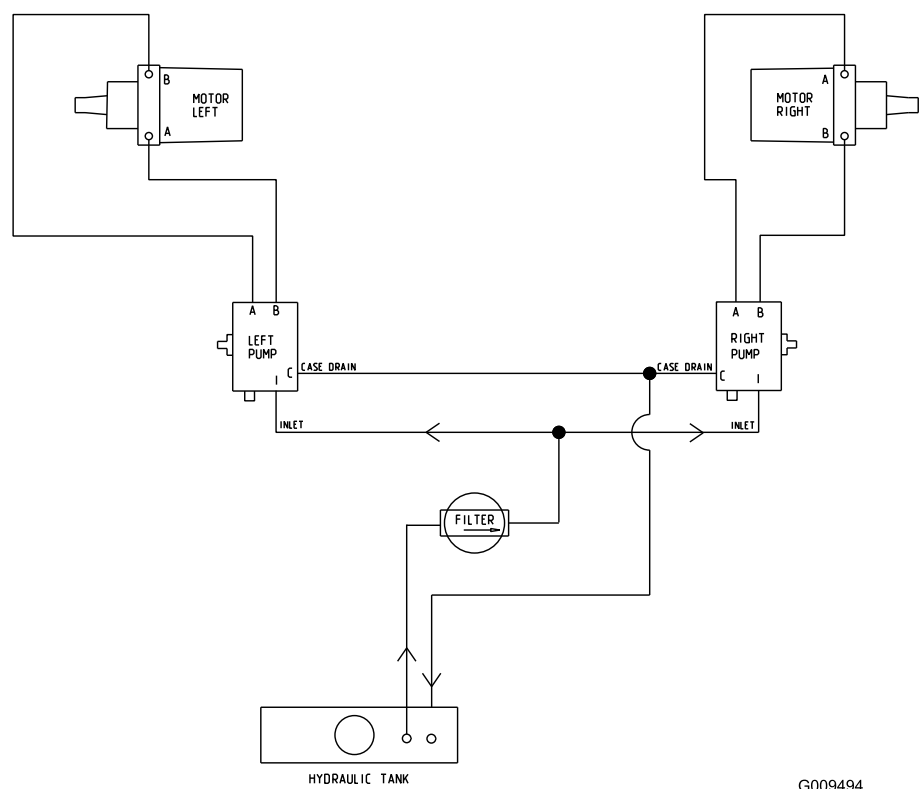 B
MOTOR
LEFT
A
A
MOTOR
RIGHT
B
A B
LEFT
PUMP
C
I
CASE DRAIN
INLET
A B
RIGHT
PUMP
CASE DRAIN
C
I
INLET
FILTER
HYDRAULIC TANK
G009494